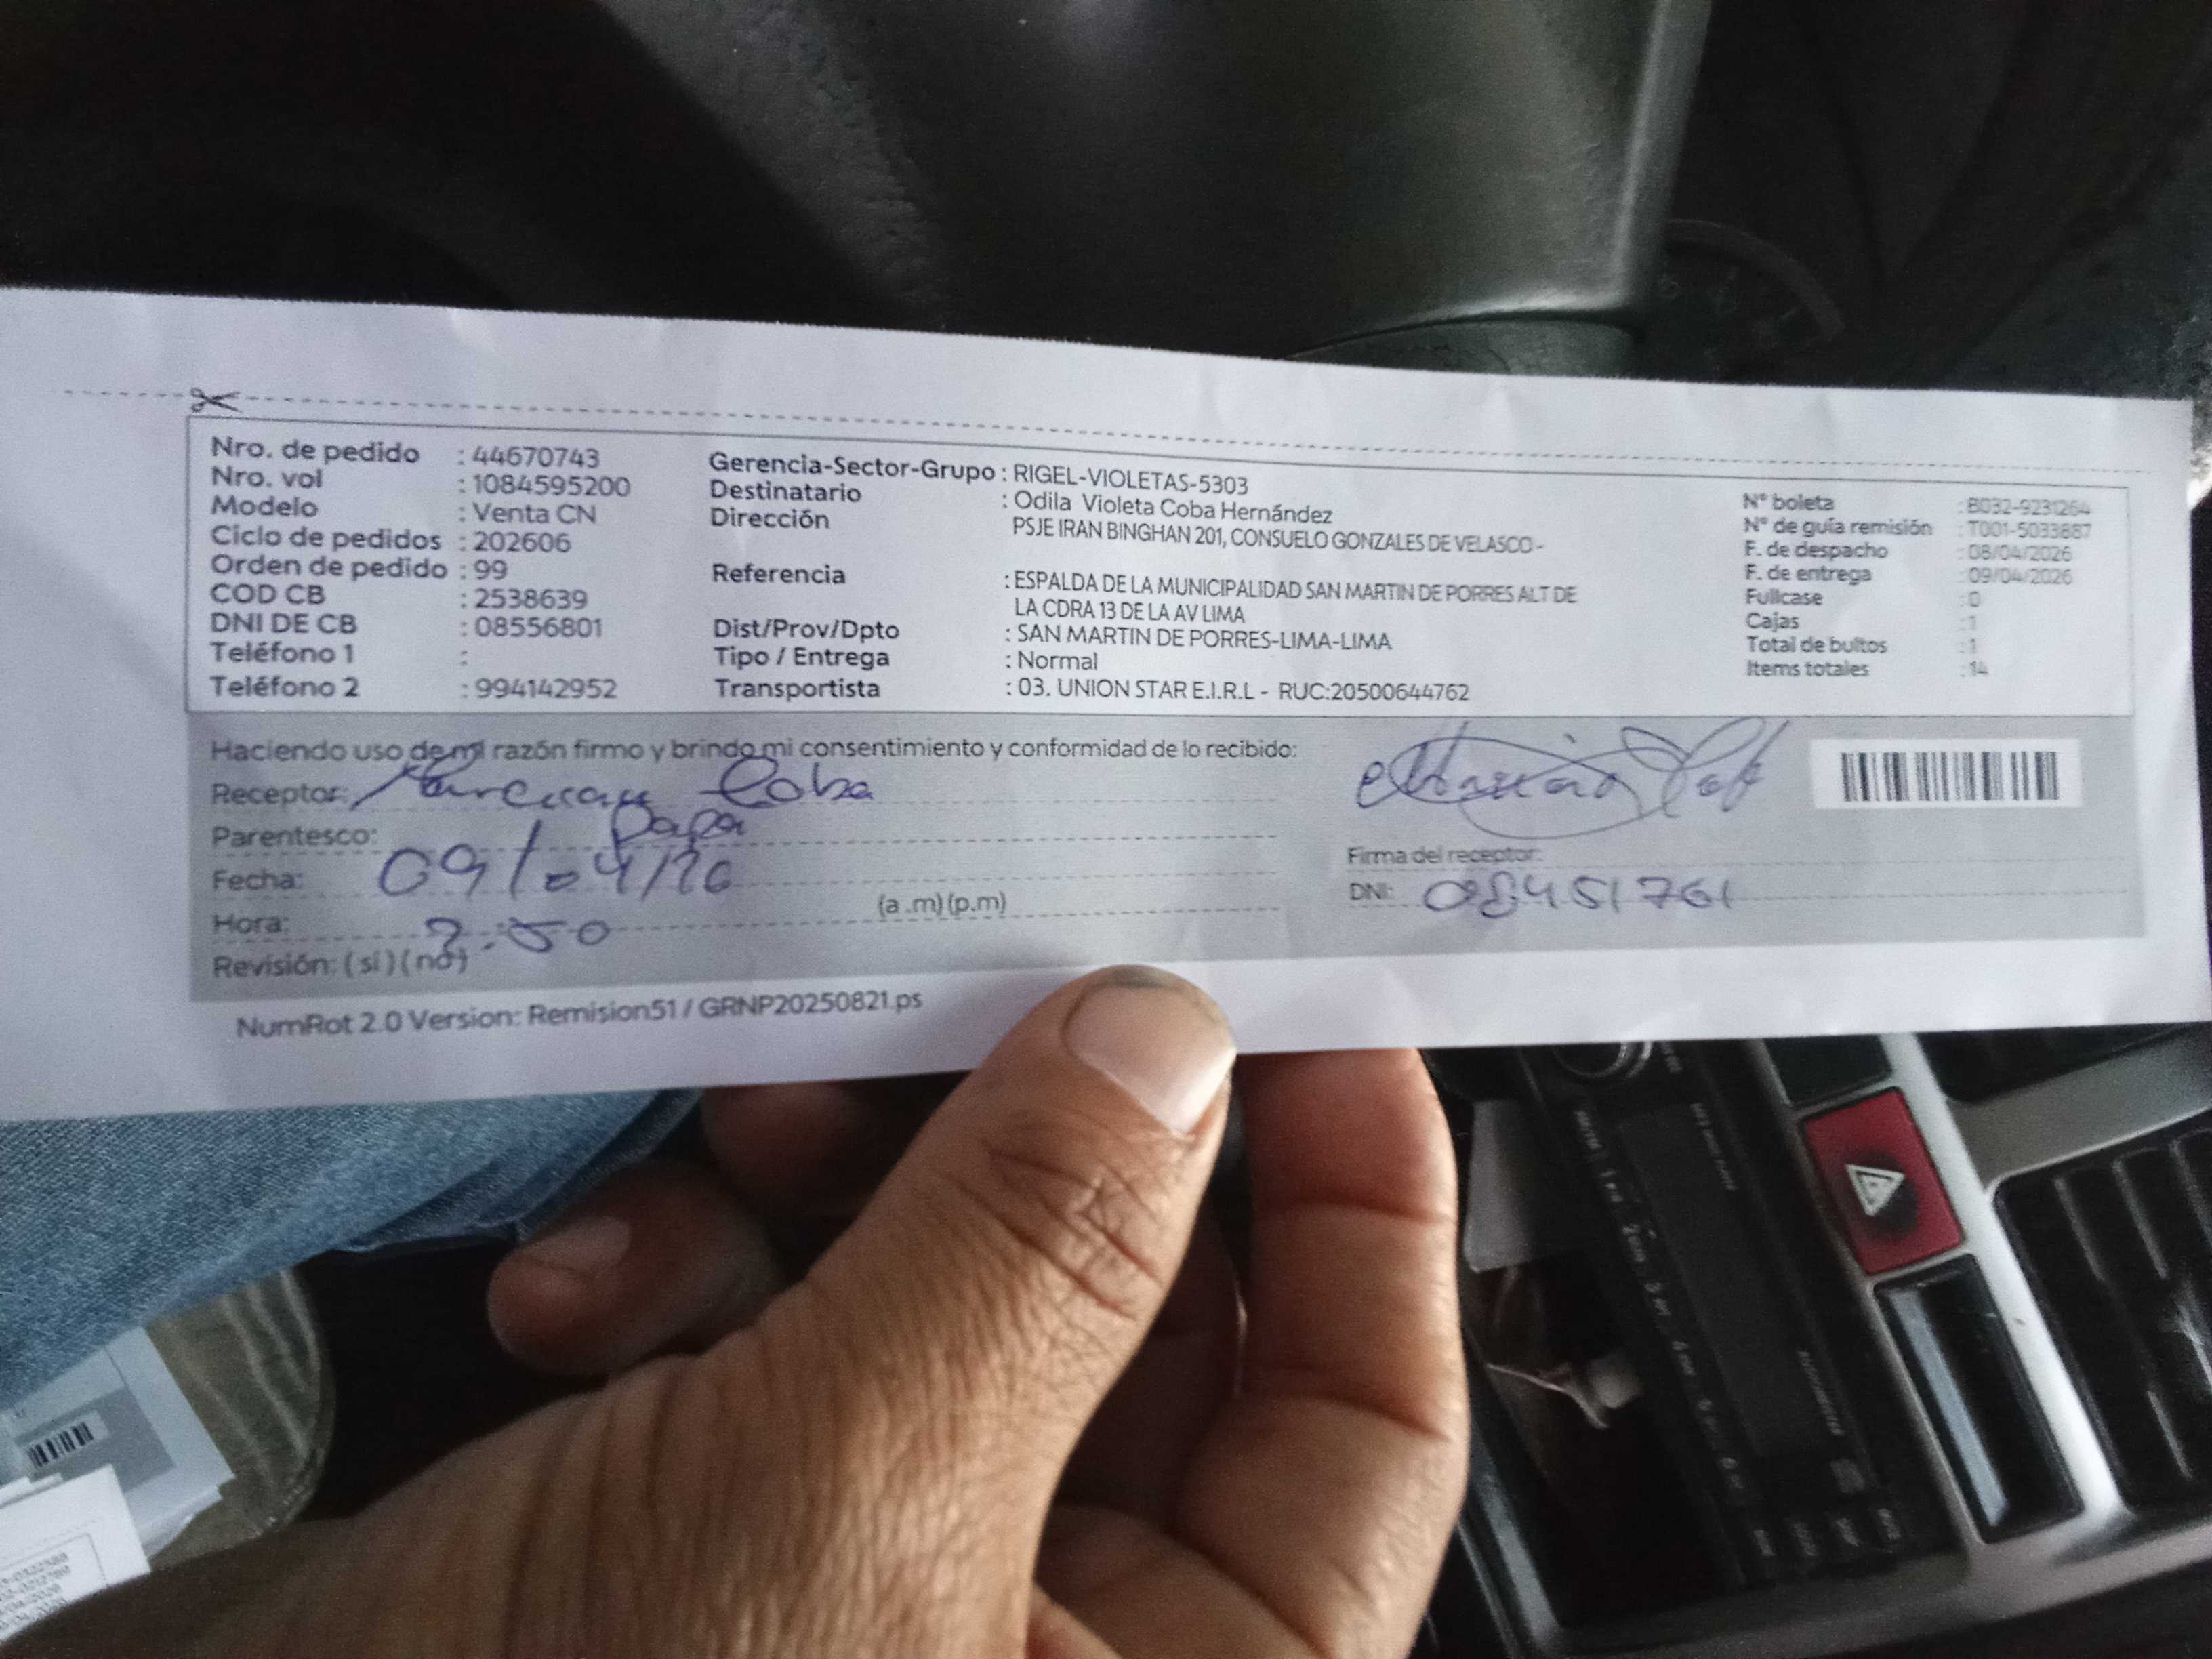 Nro. de pedido : 44670743
Nro. vol : 1084595200
Modelo : Venta CN
Ciclo de pedidos : 202606
Orden de pedido : 99
COD CB : 2538639
DNI DE CB : 08556801
Teléfono 1 :
Teléfono 2 : 994142952
Gerencia-Sector-Grupo : RIGEL-VIOLETAS-5303
Destinatario : Odila Violeta Coba Hernández
Dirección PSJE IRAN BINGHAN 201, CONSUELO GONZALES DE VELASCO -
Referencia : ESPALDA DE LA MUNICIPALIDAD SAN MARTIN DE PORRES ALT DE
LA CDRA 13 DE LA AV LIMA
Dist/Prov/Dpto : SAN MARTIN DE PORRES-LIMA-LIMA
Tipo / Entrega : Normal
Transportista : 03. UNION STAR E.I.R.L - RUC:20500644762
N° boleta : B032-9231264
N° de guía remisión : T001-5033887
F. de despacho : 08/04/2026
F. de entrega : 09/04/2026
Fullcase : 0
Cajas : 1
Total de bultos : 1
Items totales : 14
Haciendo uso de mi razón firmo y brindo mi consentimiento y conformidad de lo recibido:
Receptor: Coba
Parentesco: papa
Fecha: 09/04/26
Hora: :50 (a .m) (p.m)
Revisión: ( si ) ( no )
Firma del receptor:
DNI: 08451761
NumRot 2.0 Version: Remision51 / GRNP20250821.ps